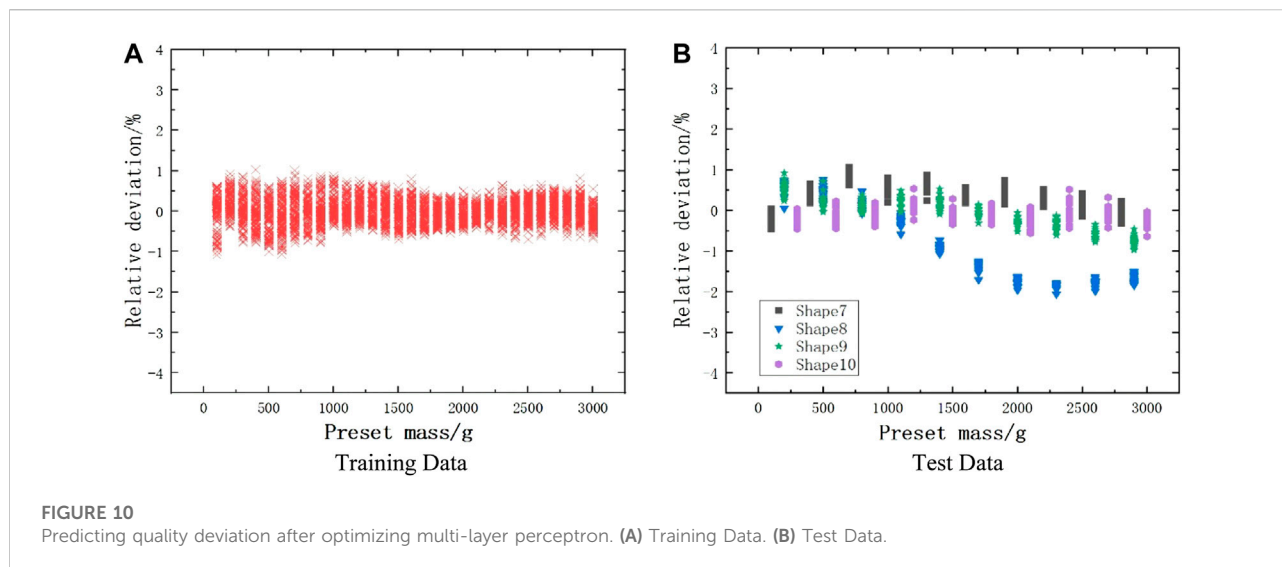 A
4
3
2
1
0
-1
-2
-3
-4
Relative deviation/%
0 500 1000 1500 2000 2500 3000
Preset mass/g
Training Data
B
4
3
2
1
0
-1
-2
-3
-4
Relative deviation/%
Shape7
Shape8
Shape9
Shape10
0 500 1000 1500 2000 2500 3000
Preset mass/g
Test Data
FIGURE 10
Predicting quality deviation after optimizing multi-layer perceptron. (A) Training Data. (B) Test Data.